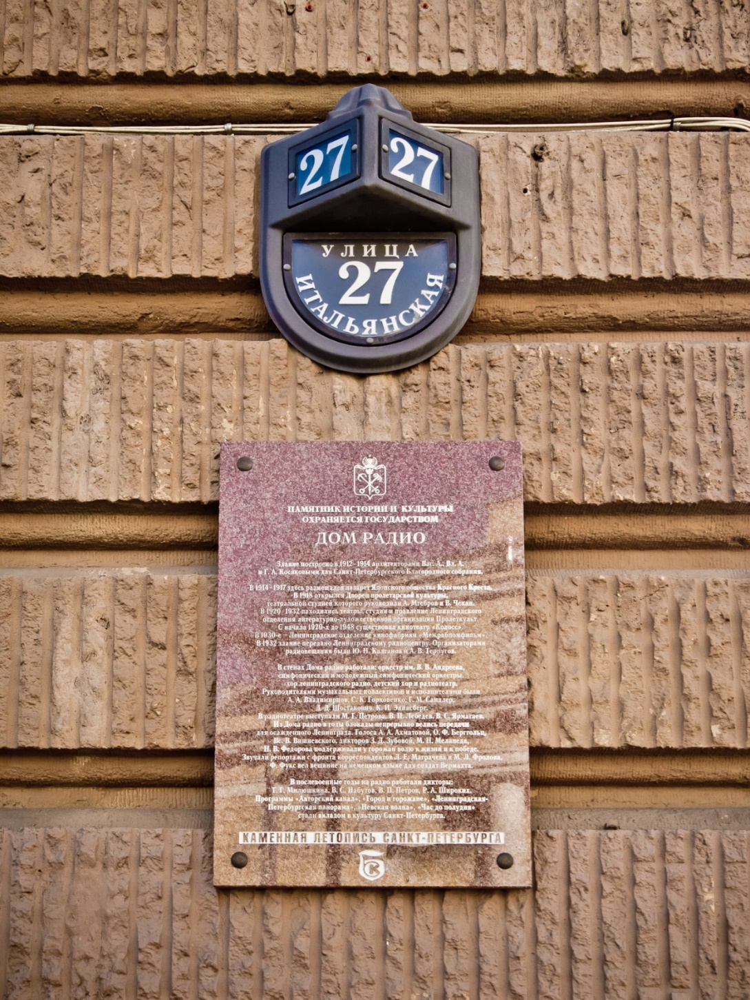 27
27
УЛИЦА
27
ИТАЛЬЯНСКАЯ
ПАМЯТНИК ИСТОРИИ И КУЛЬТУРЫ
ОХРАНЯЕТСЯ ГОСУДАРСТВОМ
ДОМ РАДИО
Здание построено в 1912–1914 архитекторами Вас. А., Вл. А.
и Г. А. Косяковыми для Санкт-Петербургского Благородного собрания.
В 1914–1917 здесь размещался лазарет Японского общества Красного Креста.
В 1918 открылся Дворец пролетарской культуры,
театральной студией которого руководили А. Мгебров и В. Чекан.
В 1920–1932 находились театры, студии и правление Ленинградского
отделения литературно-художественной организации Пролеткульт.
С начала 1920-х до 1948 существовал кинотеатр «Колосс».
В 1930-е – Ленинградское отделение кинофабрики «Межрабпомфильм».
В 1932 здание передано Ленинградскому радиоцентру. Организаторами
радиовещания были Ю. Н. Калганов и А. В. Герпугов.
В стенах Дома радио работали: оркестр им. В. В. Андреева,
симфонический и молодежный симфонический оркестры,
хор ленинградского радио, детский хор и радиотеатр.
Руководителями музыкальных коллективов и исполнителями были
А. А. Владимирцов, С. К. Горковенко, Г. М. Сандлер,
Д. Д. Шостакович, К. И. Элиасберг.
В радиотеатре выступали М. Г. Петрова, В. П. Лебедев, В. С. Ярмагаев.
Из Дома радио в годы блокады непрерывно велись передачи
для осажденного Ленинграда. Голоса А. А. Ахматовой, О. Ф. Берггольц,
Вс. В. Вишневского, дикторов З. Д. Зубовой, М. Н. Меланеда,
Н. В. Федорова поддерживали у горожан волю к жизни и к победе.
Звучали репортажи с фронта корреспондентов Л. Е. Маграчева и М. Л. Фролова.
Ф. Фукс вел вещание на немецком языке для солдат Вермахта.
В послевоенные годы на радио работали дикторы:
Т. Г. Милюшкина, В. С. Набутов, В. П. Петров, Р. А. Широких.
Программы «Авторский канал», «Город и горожане», «Ленинградская-
Петербургская панорама», «Невская волна», «Час до полудня»
стали вкладом в культуру Санкт-Петербурга.
КАМЕННАЯ ЛЕТОПИСЬ САНКТ-ПЕТЕРБУРГА